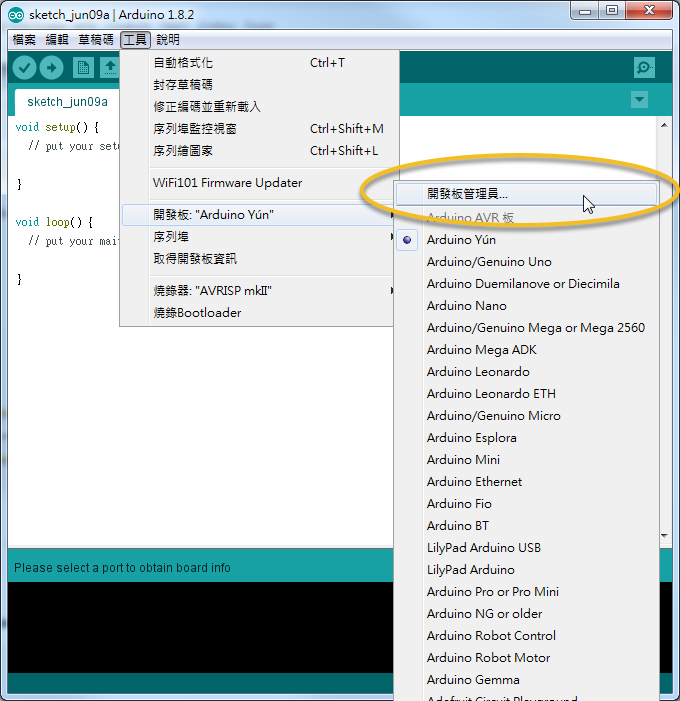 sketch_jun09a | Arduino 1.8.2
檔案 編輯 草稿碼 工具 說明
自動格式化 Ctrl+T
封存草稿碼
修正編碼並重新載入
序列埠監控視窗 Ctrl+Shift+M
序列繪圖家 Ctrl+Shift+L
WiFi101 Firmware Updater
開發板: "Arduino Yún"
序列埠
取得開發板資訊
燒錄器: "AVRISP mkII"
燒錄Bootloader
sketch_jun09a
void setup() {
// put your setu
}
void loop() {
// put your mai
}
開發板管理員...
Arduino AVR 板
Arduino Yún
Arduino/Genuino Uno
Arduino Duemilanove or Diecimila
Arduino Nano
Arduino/Genuino Mega or Mega 2560
Arduino Mega ADK
Arduino Leonardo
Arduino Leonardo ETH
Arduino/Genuino Micro
Arduino Esplora
Arduino Mini
Arduino Ethernet
Arduino Fio
Arduino BT
LilyPad Arduino USB
LilyPad Arduino
Arduino Pro or Pro Mini
Arduino NG or older
Arduino Robot Control
Arduino Robot Motor
Arduino Gemma
Adafruit Circuit Playground
Please select a port to obtain board info